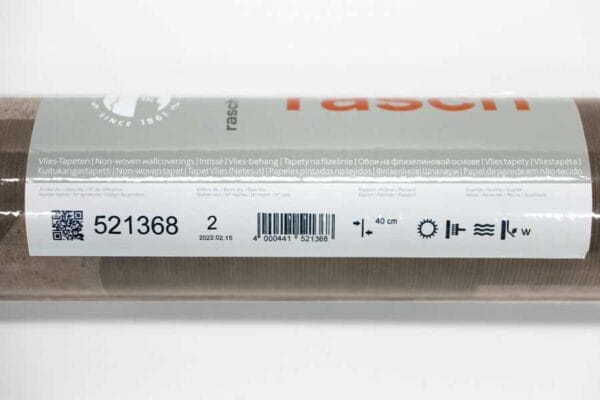 rasch
SINCE 1861
rasch
Vlies-Tapeten | Non-woven wallcoverings | Intissé | Vlies-behang | Tapety na flizelinie | Обои на флизелиновой основе | Vlies tapety | Vliestapéta |
Kuitukangastapetti | Non-woven tapet | Tapet Vlies (Netesut) | Papeles pintados no tejidos | Флізелінові Шпалери | Papel de parede em não-tecido
521368
2
2022.02.15
4 000441 521368
40 cm
W